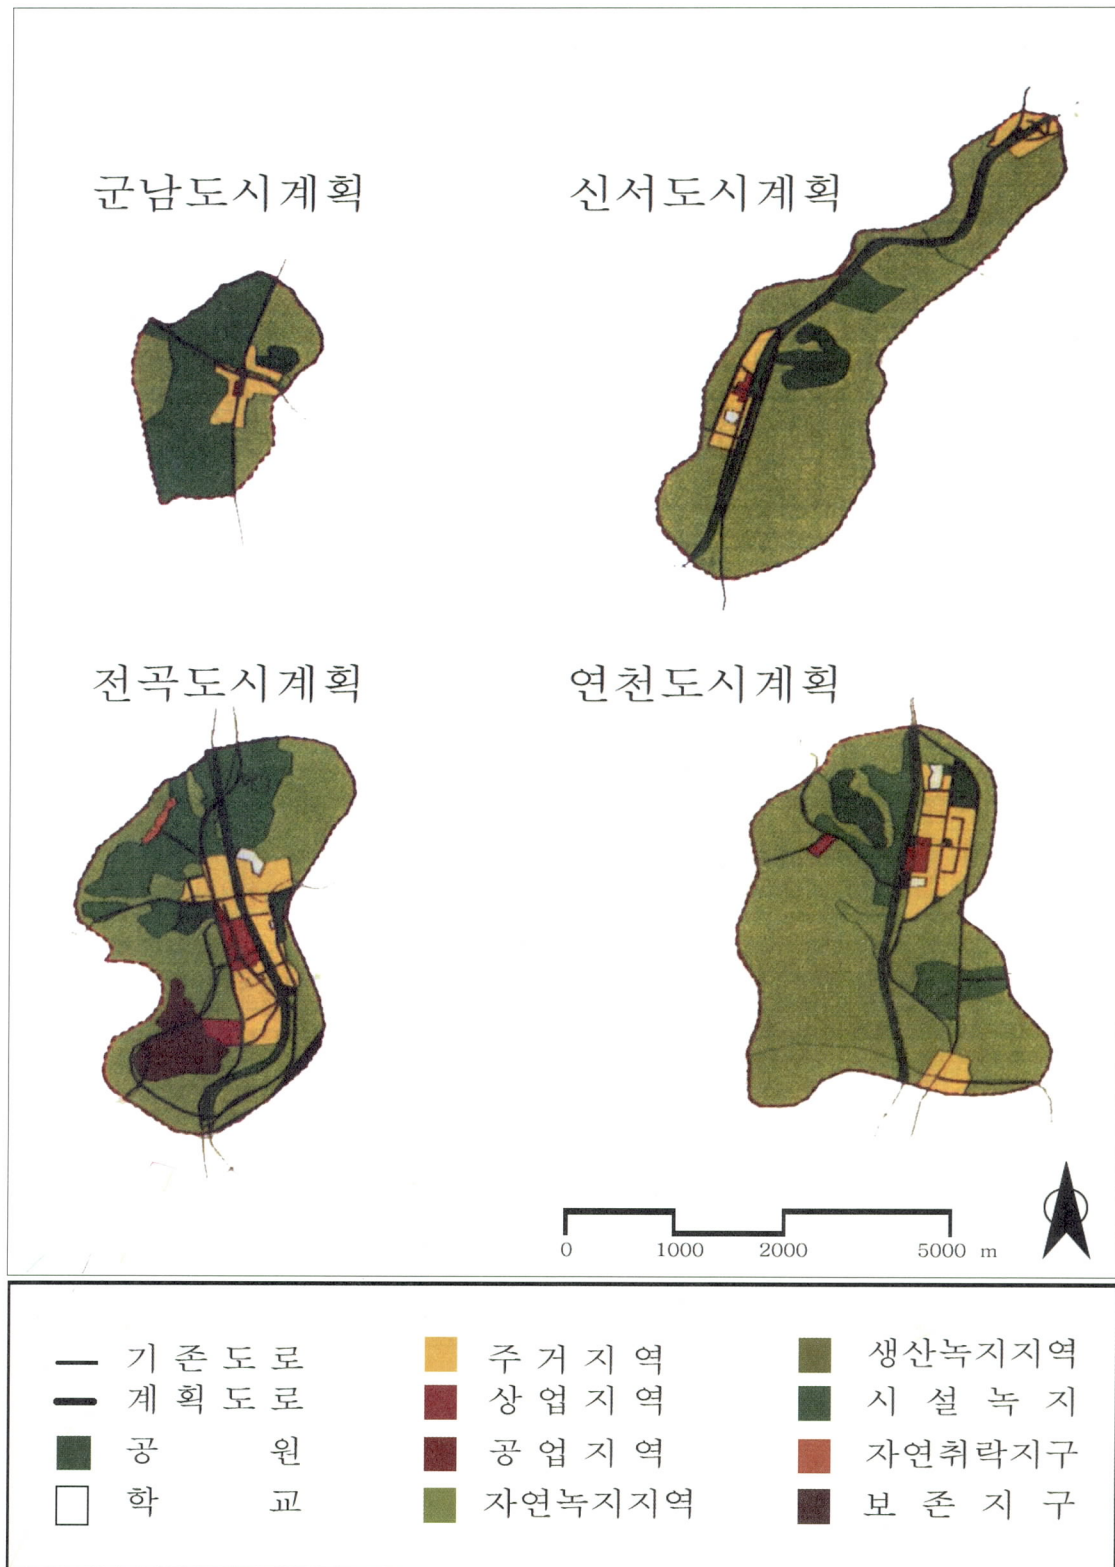 군남도시계획
신서도시계획
전곡도시계획
연천도시계획
0 1000 2000 5000 m
기존도로
계획도로
공원
학교
주거지역
상업지역
공업지역
자연녹지지역
생산녹지지역
시설녹지
자연취락지구
보존지구